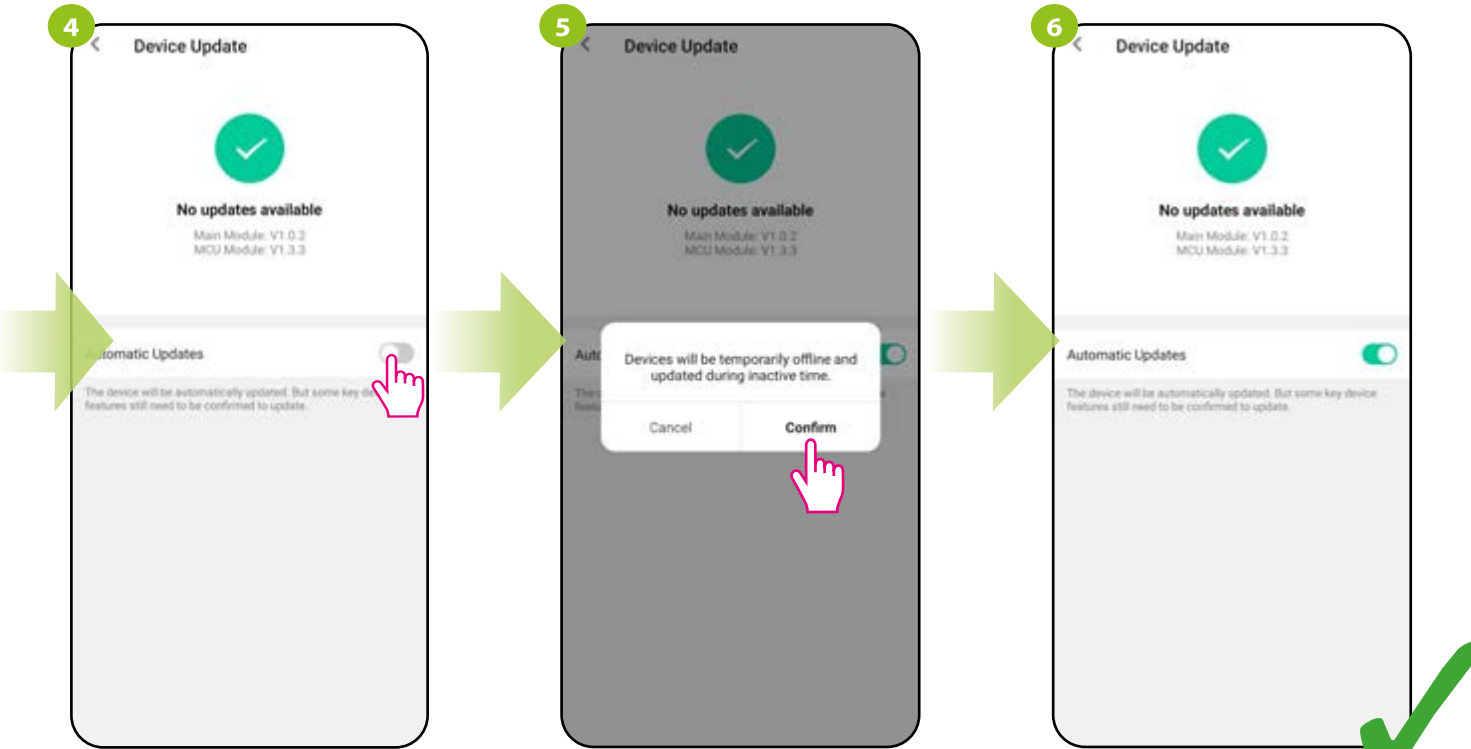 4
Device Update
No updates available
Main Module: V1.0.2
MCU Module: V1.3.3
omatic Updates
The device will be automatically updated. But some key de
features still need to be confirmed to update.
5
Device Update
No updates available
Main Module: V1.0.2
MCU Module: V1.3.3
Auto
The
featu
Devices will be temporarily offline and
updated during inactive time.
Cancel Confirm
6
Device Update
No updates available
Main Module: V1.0.2
MCU Module: V1.3.3
Automatic Updates
The device will be automatically updated. But some key device
features still need to be confirmed to update.